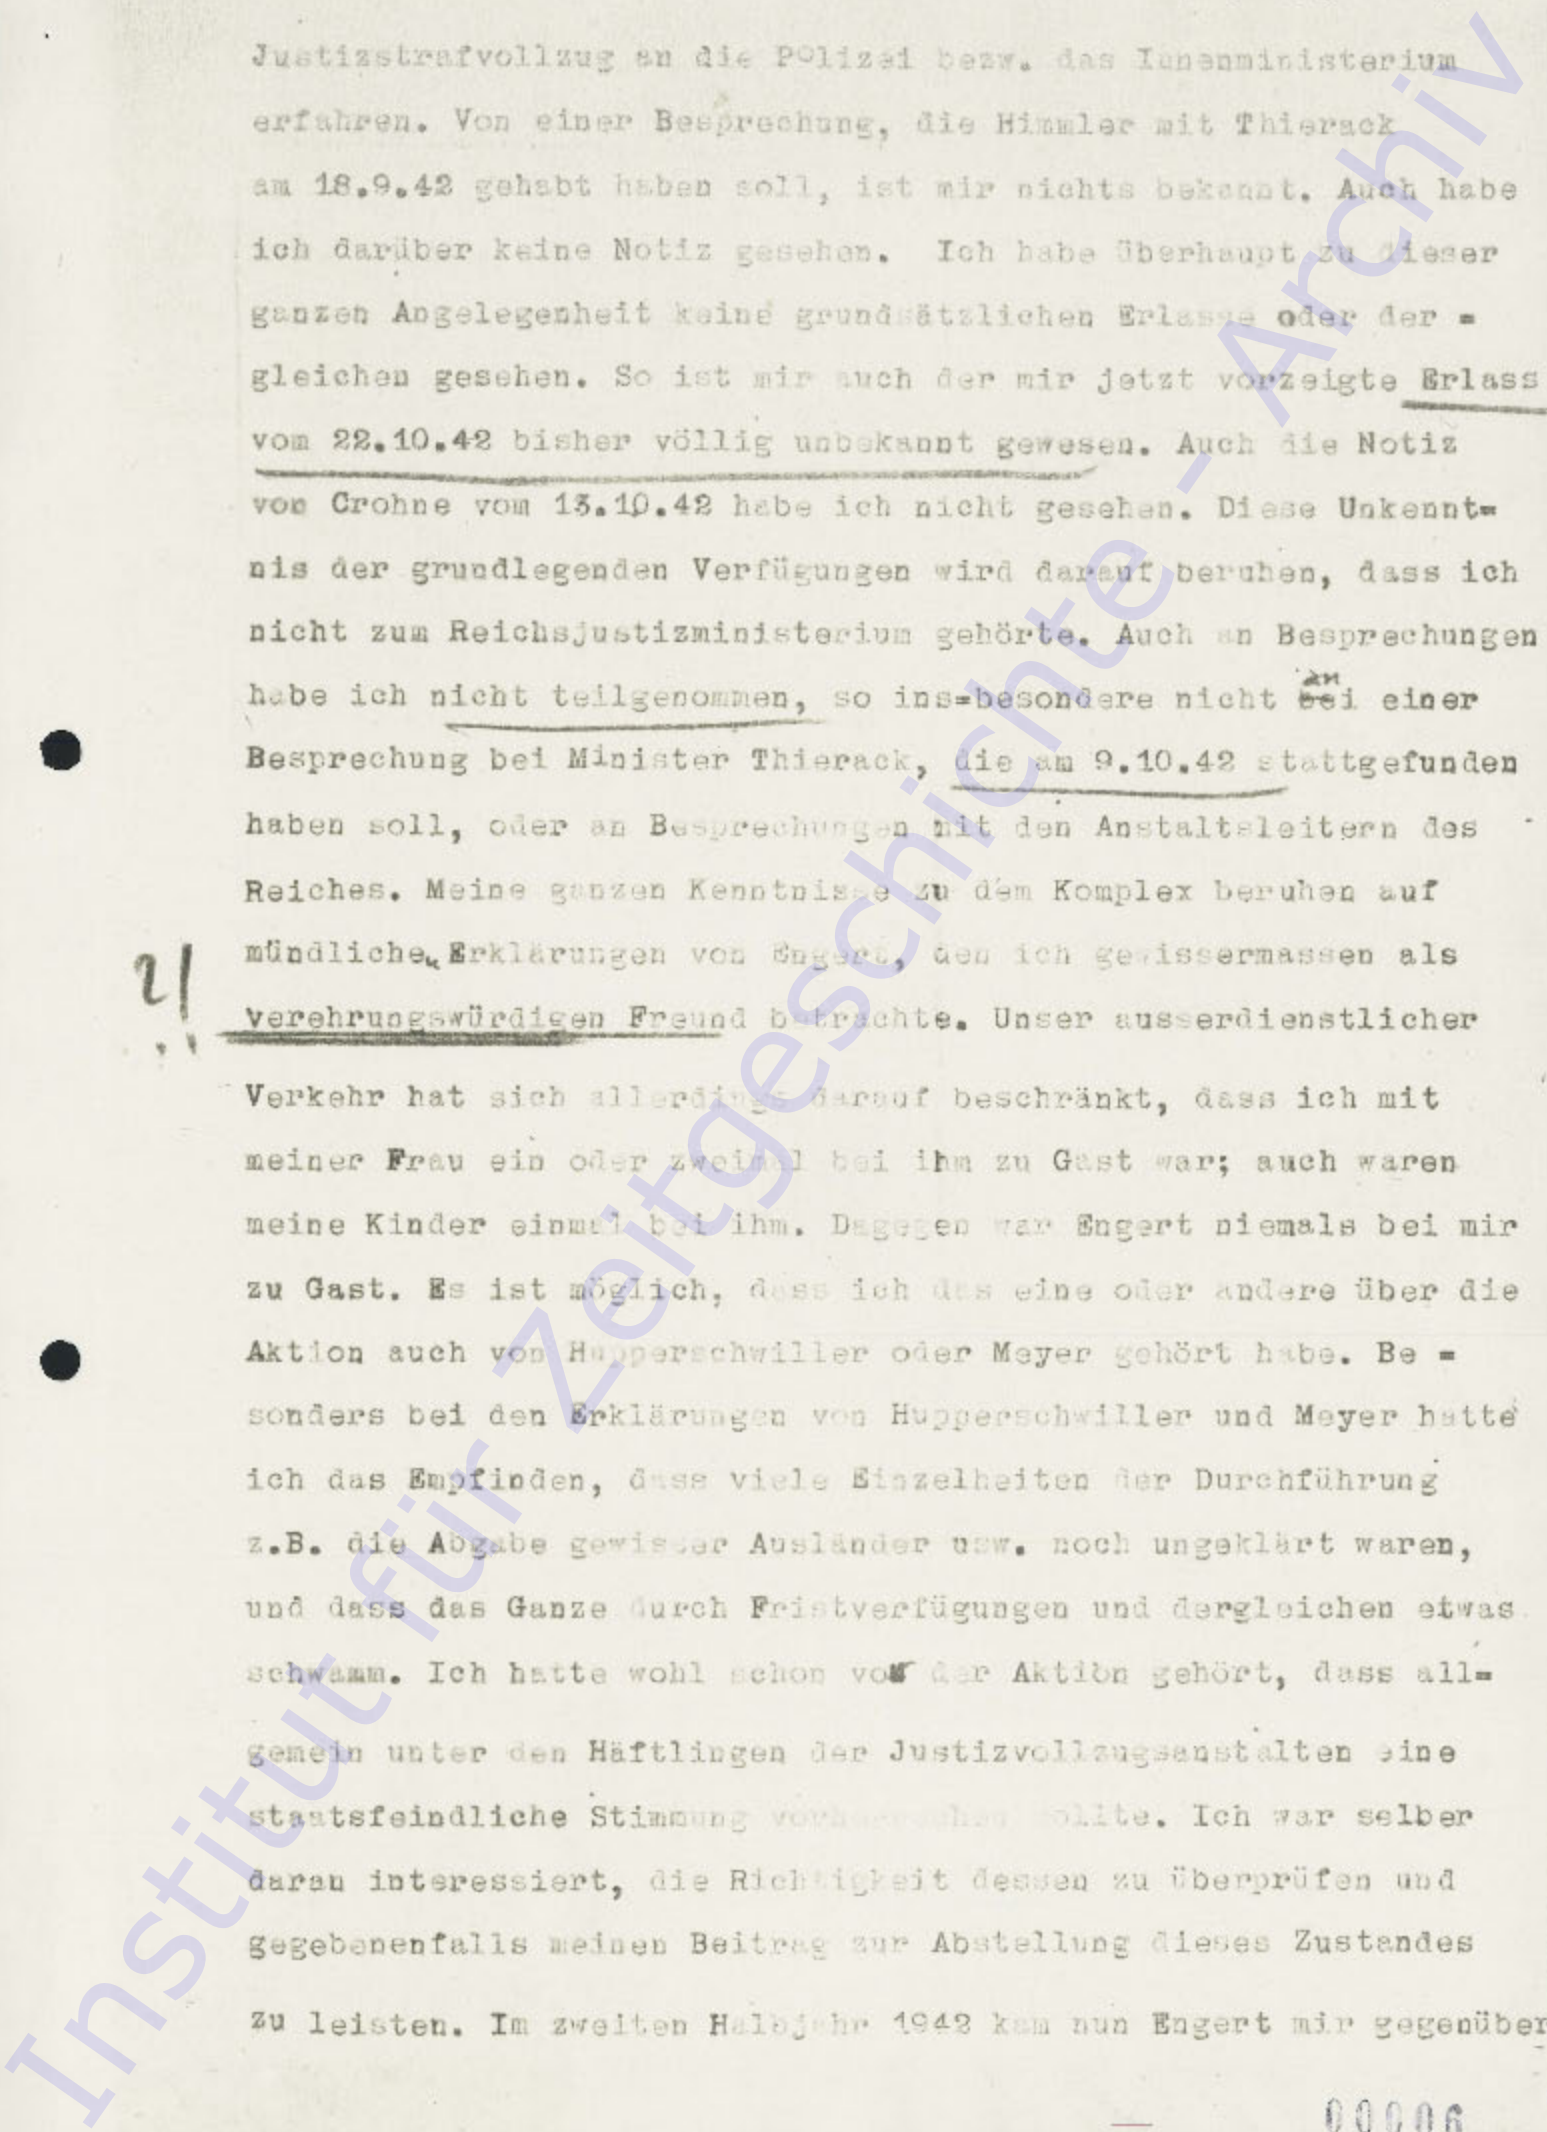 Justizstrafvollzug an die Polizei bezw. das Innenministerium
erfahren. Von einer Besprechung, die Himmler mit Thierack
am 18.9.42 gehabt haben soll, ist mir nichts bekannt. Auch habe
ich darüber keine Notiz gesehen. Ich habe überhaupt zu dieser
ganzen Angelegenheit keine grundsätzlichen Erlasse oder der =
gleichen gesehen. So ist mir auch der mir jetzt vorzeigte Erlass
vom 22.10.42 bisher völlig unbekannt gewesen. Auch die Notiz
von Crohne vom 13.10.42 habe ich nicht gesehen. Diese Unkennt=
nis der grundlegenden Verfügungen wird darauf beruhen, dass ich
nicht zum Reichsjustizministerium gehörte. Auch an Besprechungen
habe ich nicht teilgenommen, so ins=besondere nicht an einer
Besprechung bei Minister Thierack, die am 9.10.42 stattgefunden
haben soll, oder an Besprechungen mit den Anstaltsleitern des
Reiches. Meine ganzen Kenntnisse zu dem Komplex beruhen auf
mündlichen Erklärungen von Engert, den ich gewissermassen als
?! verehrungswürdigen Freund betrachte. Unser ausserdienstlicher
Verkehr hat sich allerdings darauf beschränkt, dass ich mit
meiner Frau ein oder zweimal bei ihm zu Gast war; auch waren
meine Kinder einmal bei ihm. Dagegen war Engert niemals bei mir
zu Gast. Es ist möglich, dass ich das eine oder andere über die
Aktion auch von Hupperschwiller oder Meyer gehört habe. Be =
sonders bei den Erklärungen von Hupperschwiller und Meyer hatte
ich das Empfinden, dass viele Einzelheiten der Durchführung
z.B. die Abgabe gewisser Ausländer usw. noch ungeklärt waren,
und dass das Ganze durch Fristverfügungen und dergleichen etwas
schwamm. Ich hatte wohl schon vor der Aktion gehört, dass all=
gemein unter den Häftlingen der Justizvollzugsanstalten eine
staatsfeindliche Stimmung vorherrschen sollte. Ich war selber
daran interessiert, die Richtigkeit dessen zu überprüfen und
gegebenenfalls meinen Beitrag zur Abstellung dieses Zustandes
zu leisten. Im zweiten Halbjahr 1942 kam nun Engert mir gegenüber
00006
Institut für Zeitgeschichte - Archiv